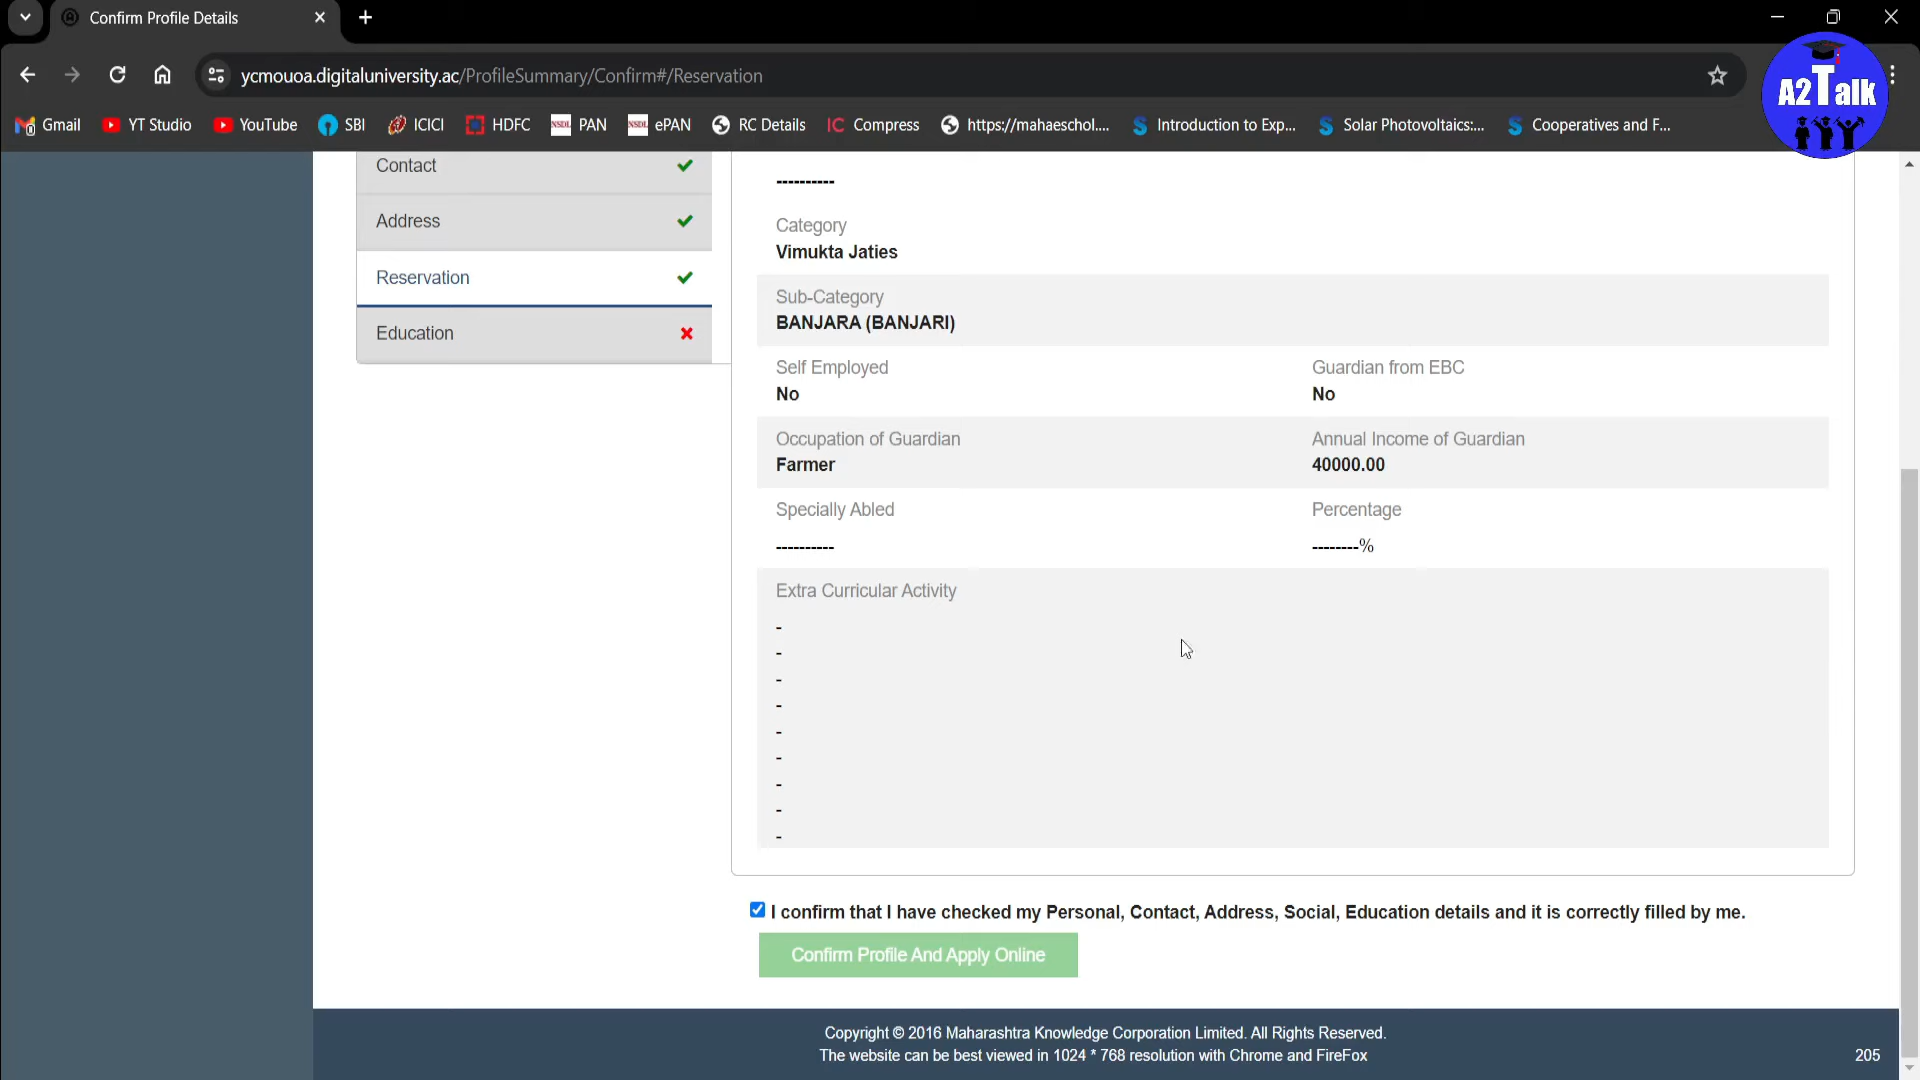 Confirm Profile Details
ycmouoa.digitaluniversity.ac/ProfileSummary/Confirm#/Reservation
A2Talk
Gmail YT Studio YouTube SBI ICICI HDFC NSDL PAN NSDL ePAN RC Details IC Compress https://mahaeschol.... Introduction to Exp... Solar Photovoltaics:... Cooperatives and F...
Contact
Address
Reservation
Education
----------
Category
Vimukta Jaties
Sub-Category
BANJARA (BANJARI)
Self Employed Guardian from EBC
No No
Occupation of Guardian Annual Income of Guardian
Farmer 40000.00
Specially Abled Percentage
---------- --------%
Extra Curricular Activity
-
-
-
-
-
-
-
-
-
I confirm that I have checked my Personal, Contact, Address, Social, Education details and it is correctly filled by me.
Confirm Profile And Apply Online
Copyright © 2016 Maharashtra Knowledge Corporation Limited. All Rights Reserved.
The website can be best viewed in 1024 * 768 resolution with Chrome and FireFox
205